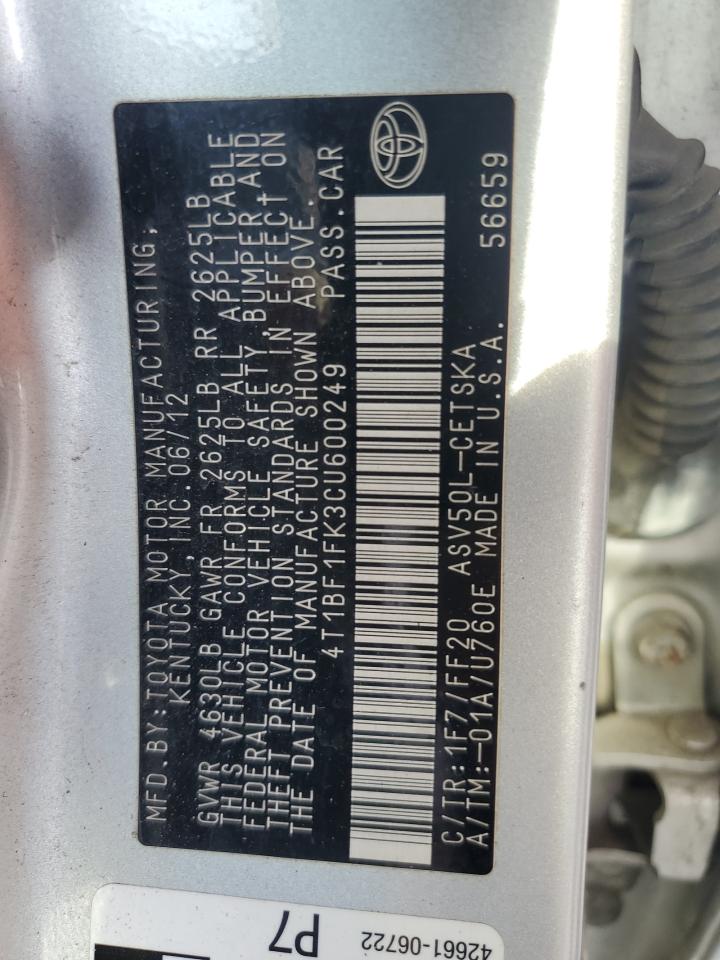 MFD.BY:TOYOTA MOTOR MANUFACTURING,
KENTUCKY, INC.06/12
GVWR 4630LB GAWR FR 2625LB RR 2625LB
THIS VEHICLE CONFORMS TO ALL APPLICABLE
FEDERAL MOTOR VEHICLE SAFETY, BUMPER, AND
THEFT PREVENTION STANDARDS IN EFFECT ON
THE DATE OF MANUFACTURE SHOWN ABOVE.
4T1BF1FK3CU600249 PASS.CAR
C/TR:1F7/FF20 ASV50L-CETSKA 56659
A/TM:-01A/U760E MADE IN U.S.A.
P7
42661-06722